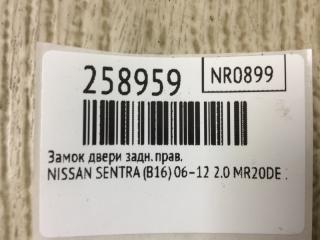 258959 NR0899
Замок двери задн. прав.
NISSAN SENTRA (B16) 06-12 2.0 MR20DE